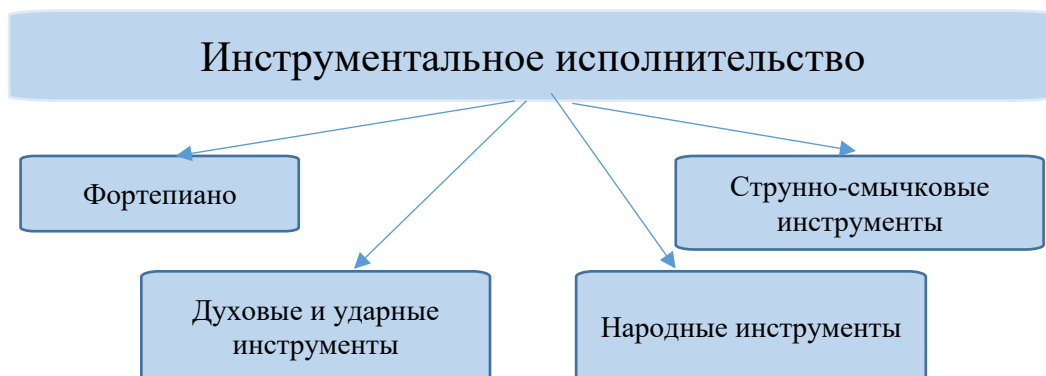 Инструментальное исполнительство
Фортепиано
Струнно-смычковые
инструменты
Духовые и ударные
инструменты
Народные инструменты